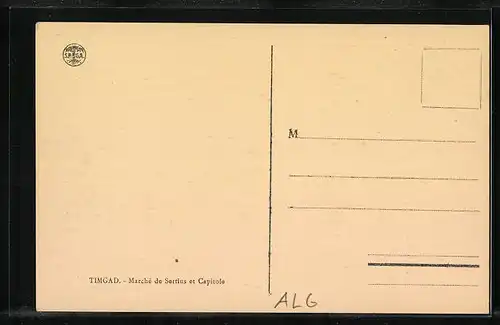 S.P.A.G.A.
M
TIMGAD. - Marché de Sertius et Capitole
ALG